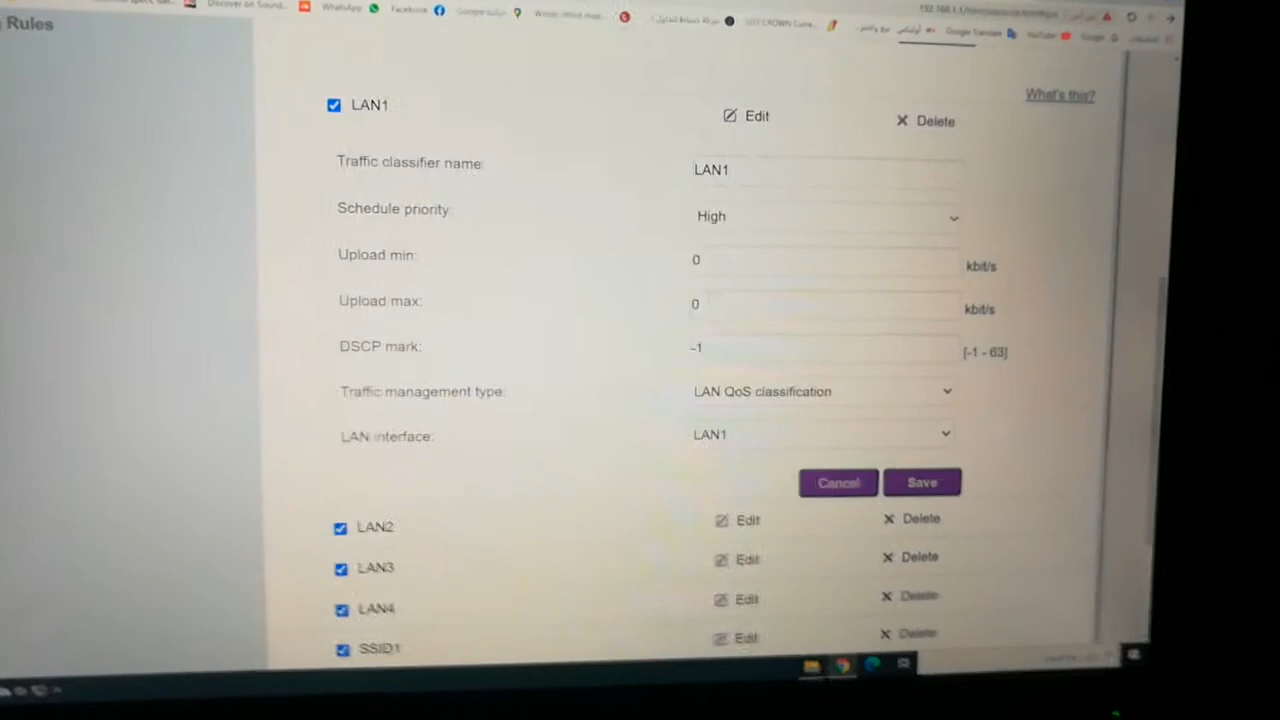 Discover on Sound...
WhatsApp
Facebook
LGT CROWN
Google Translate
YouTube
Google
192.168.1.1
Rules
What's this?
LAN1 Edit Delete
Traffic classifier name: LAN1
Schedule priority High
Upload min: 0 kbit/s
Upload max: 0 kbit/s
DSCP mark: -1 [-1 - 63]
Traffic management type: LAN QoS classification
LAN interface: LAN1
Cancel Save
LAN2 Edit Delete
LAN3 Edit Delete
LAN4 Edit Delete
SSID1 Edit Delete